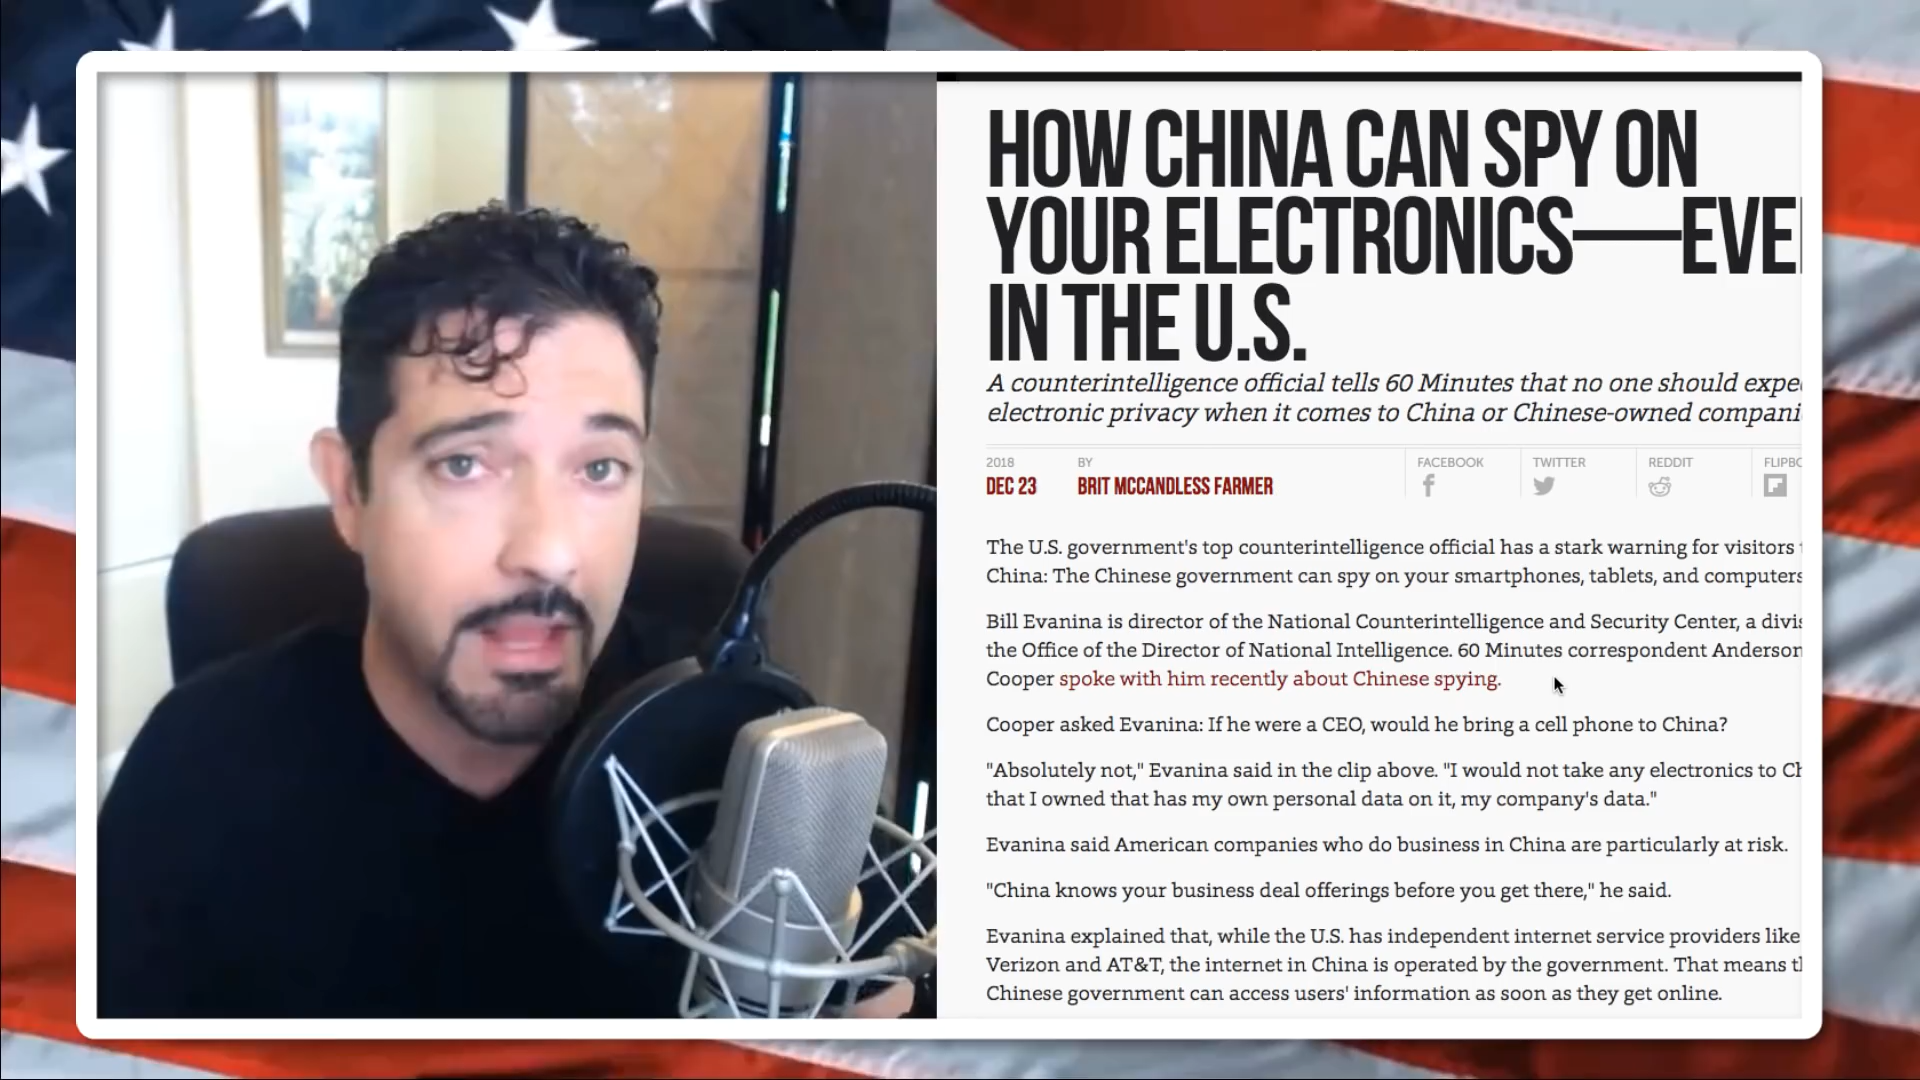 HOW CHINA CAN SPY ON
YOUR ELECTRONICS—EVE
IN THE U.S.
A counterintelligence official tells 60 Minutes that no one should expe
electronic privacy when it comes to China or Chinese-owned compani
2018
DEC 23
BY
BRIT MCCANDLESS FARMER
FACEBOOK
TWITTER
REDDIT
FLIPBO
The U.S. government's top counterintelligence official has a stark warning for visitors
China: The Chinese government can spy on your smartphones, tablets, and computers
Bill Evanina is director of the National Counterintelligence and Security Center, a divis
the Office of the Director of National Intelligence. 60 Minutes correspondent Anderson
Cooper spoke with him recently about Chinese spying.
Cooper asked Evanina: If he were a CEO, would he bring a cell phone to China?
"Absolutely not," Evanina said in the clip above. "I would not take any electronics to Ch
that I owned that has my own personal data on it, my company's data."
Evanina said American companies who do business in China are particularly at risk.
"China knows your business deal offerings before you get there," he said.
Evanina explained that, while the U.S. has independent internet service providers like
Verizon and AT&T, the internet in China is operated by the government. That means t
Chinese government can access users' information as soon as they get online.